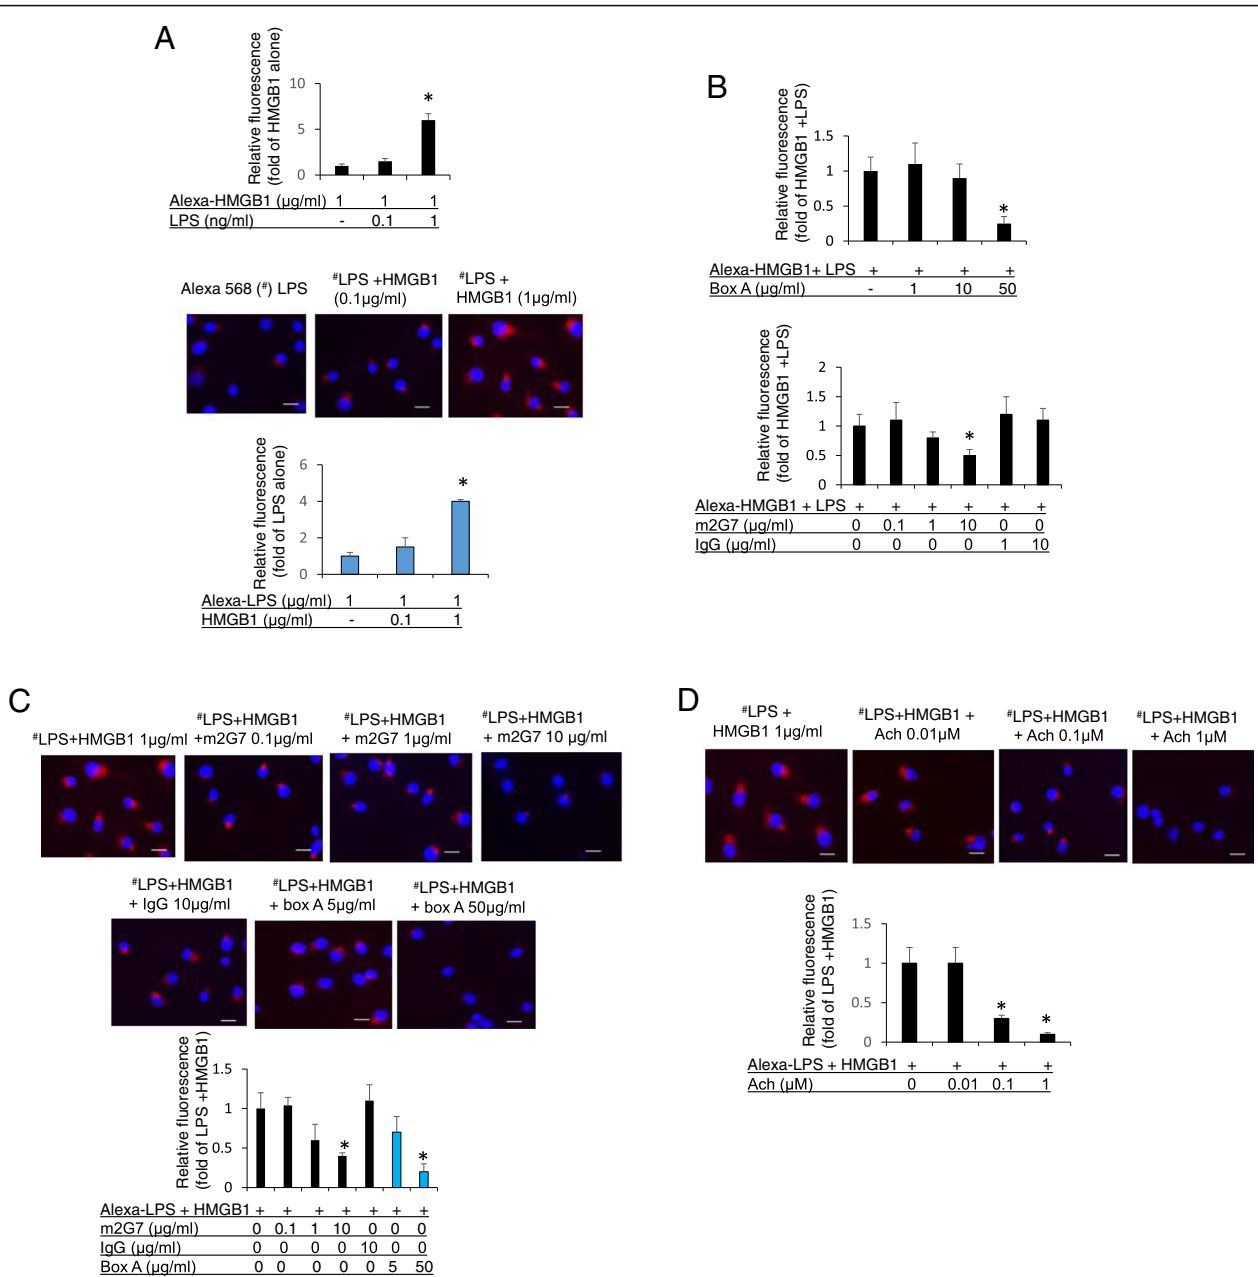 A
Relative fluorescence
(fold of HMGB1 alone)
10
5
0
*
Alexa-HMGB1 (µg/ml) 1 1 1
LPS (ng/ml) - 0.1 1
Alexa 568 (#) LPS
#LPS +HMGB1
(0.1µg/ml)
#LPS +
HMGB1 (1µg/ml)
Relative fluorescence
(fold of LPS alone)
6
4
2
0
*
Alexa-LPS (µg/ml) 1 1 1
HMGB1 (µg/ml) - 0.1 1
B
Relative fluorescence
(fold of HMGB1 +LPS)
1.5
1
0.5
0
*
Alexa-HMGB1+ LPS + + + +
Box A (µg/ml) - 1 10 50
Relative fluorescence
(fold of HMGB1 +LPS)
2
1.5
1
0.5
0
*
Alexa-HMGB1 + LPS + + + + + +
m2G7 (µg/ml) 0 0.1 1 10 0 0
IgG (µg/ml) 0 0 0 0 1 10
C
#LPS+HMGB1 1µg/ml
#LPS+HMGB1
+m2G7 0.1µg/ml
#LPS+HMGB1
+ m2G7 1µg/ml
#LPS+HMGB1
+ m2G7 10 µg/ml
#LPS+HMGB1
+ IgG 10µg/ml
#LPS+HMGB1
+ box A 5µg/ml
#LPS+HMGB1
+ box A 50µg/ml
Relative fluorescence
(fold of LPS +HMGB1)
1.5
1
0.5
0
* *
Alexa-LPS + HMGB1 + + + + + + +
m2G7 (µg/ml) 0 0.1 1 10 0 0 0
IgG (µg/ml) 0 0 0 0 10 0 0
Box A (µg/ml) 0 0 0 0 0 5 50
D
#LPS +
HMGB1 1µg/ml
#LPS+HMGB1 +
Ach 0.01µM
#LPS+HMGB1
+ Ach 0.1µM
#LPS+HMGB1
+ Ach 1µM
Relative fluorescence
(fold of LPS +HMGB1)
1.5
1
0.5
0
* *
Alexa-LPS + HMGB1 + + + +
Ach (µM) 0 0.01 0.1 1